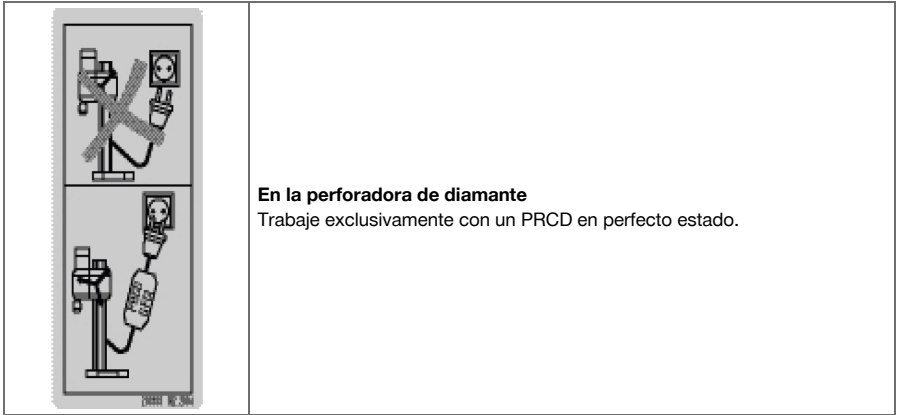 En la perforadora de diamante
Trabaje exclusivamente con un PRCD en perfecto estado.